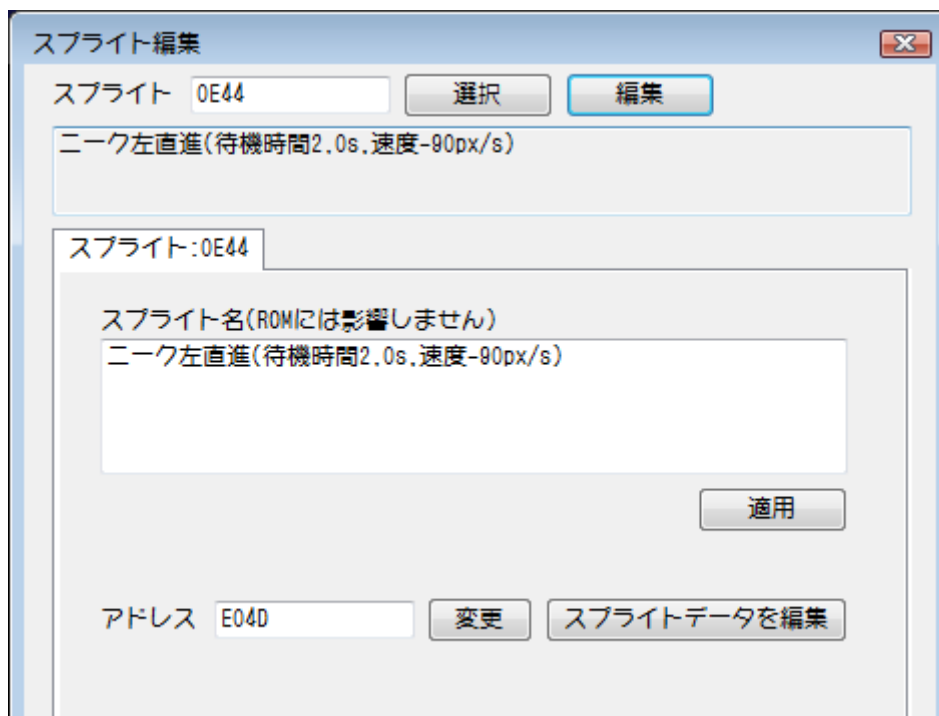 スプライト編集
スプライト 0E44 選択 編集
ニーク左直進(待機時間2.0s.速度-90px/s)
スプライト:0E44
スプライト名(ROMには影響しません)
ニーク左直進(待機時間2.0s.速度-90px/s)
適用
アドレス E04D 変更 スプライトデータを編集